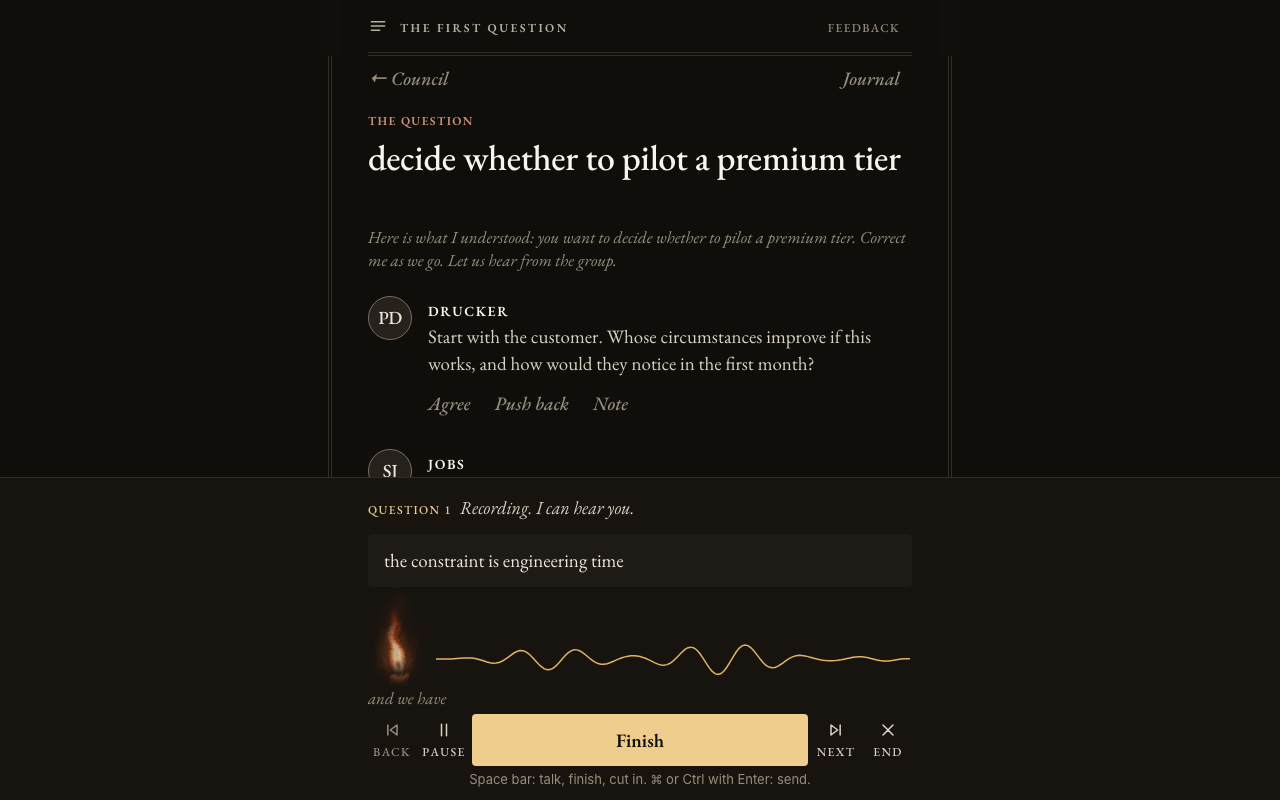 THE FIRST QUESTION
FEEDBACK
← Council
Journal
THE QUESTION
decide whether to pilot a premium tier
Here is what I understood: you want to decide whether to pilot a premium tier. Correct
me as we go. Let us hear from the group.
PD
DRUCKER
Start with the customer. Whose circumstances improve if this
works, and how would they notice in the first month?
Agree Push back Note
SJ
JOBS
QUESTION 1 Recording. I can hear you.
the constraint is engineering time
and we have
BACK
PAUSE
Finish
NEXT
END
Space bar: talk, finish, cut in. ⌘ or Ctrl with Enter: send.